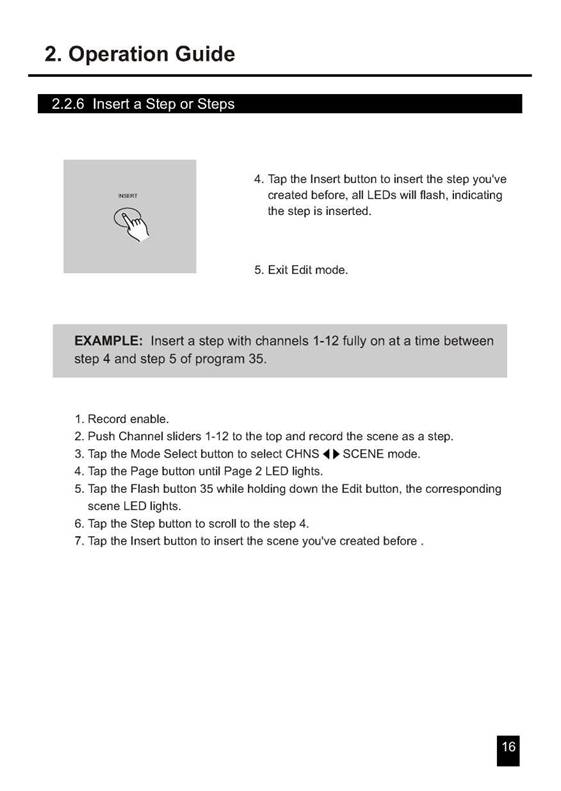 2. Operation Guide
2.2.6 Insert a Step or Steps
INSERT
4. Tap the Insert button to insert the step you've
created before, all LEDs will flash, indicating
the step is inserted.
5. Exit Edit mode.
EXAMPLE: Insert a step with channels 1-12 fully on at a time between
step 4 and step 5 of program 35.
1. Record enable.
2. Push Channel sliders 1-12 to the top and record the scene as a step.
3. Tap the Mode Select button to select CHNS ◀ ▶ SCENE mode.
4. Tap the Page button until Page 2 LED lights.
5. Tap the Flash button 35 while holding down the Edit button, the corresponding
scene LED lights.
6. Tap the Step button to scroll to the step 4.
7. Tap the Insert button to insert the scene you've created before .
16